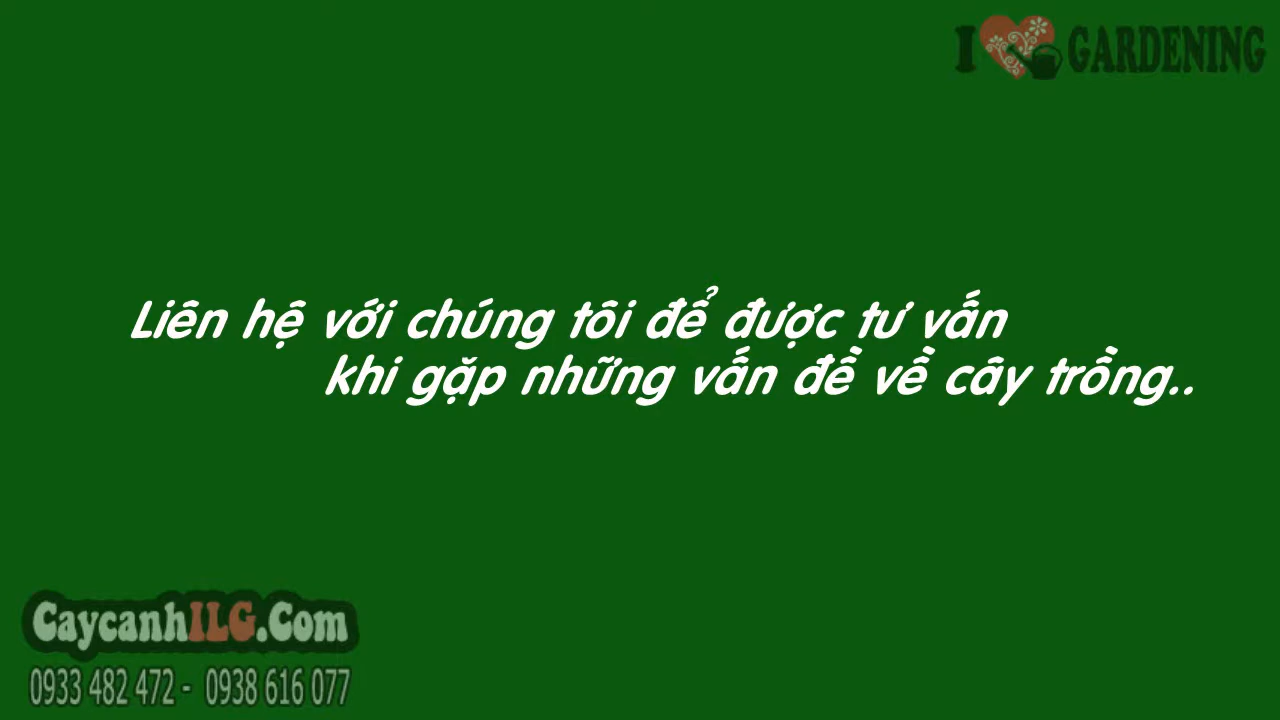 I GARDENING
Liên hệ với chúng tôi để được tư vấn
khi gặp những vấn đề về cây trồng..
CaycanhILG.Com
0933 482 472 - 0938 616 077